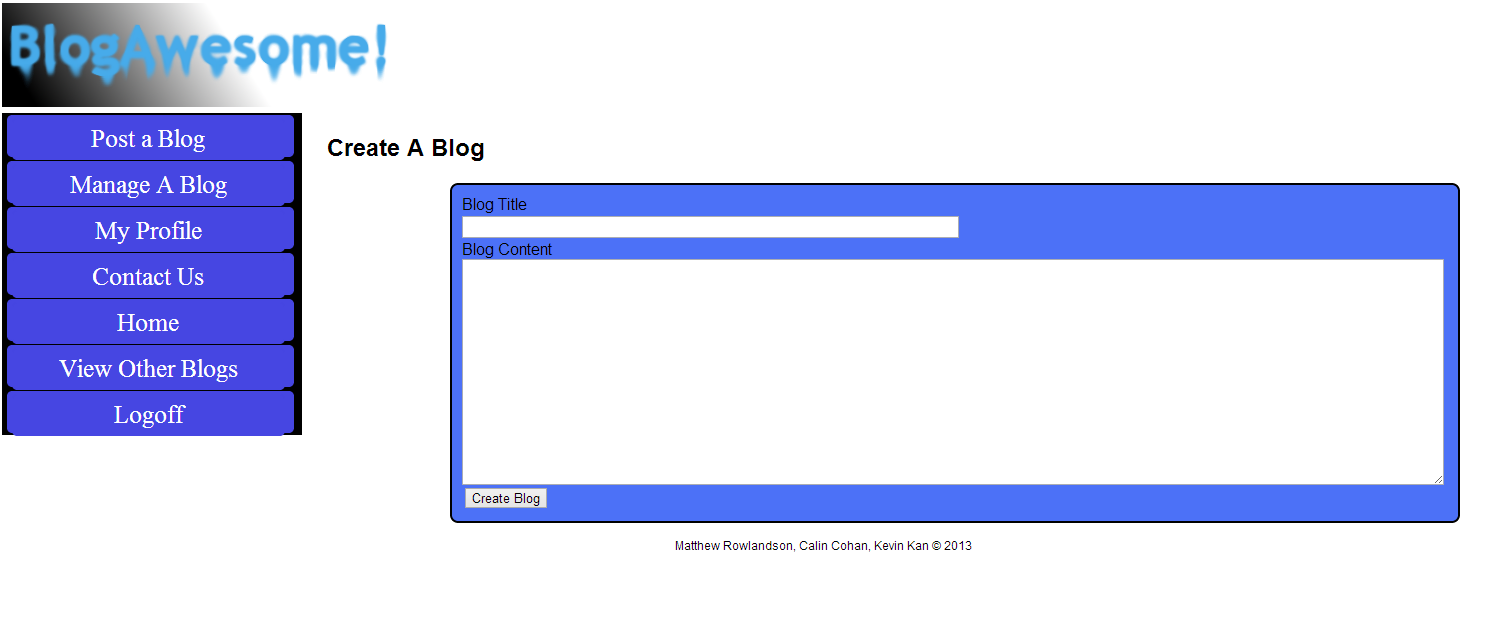 BlogAwesome!
Post a Blog
Manage A Blog
My Profile
Contact Us
Home
View Other Blogs
Logoff
Create A Blog
Blog Title
Blog Content
Create Blog
Matthew Rowlandson, Calin Cohan, Kevin Kan © 2013